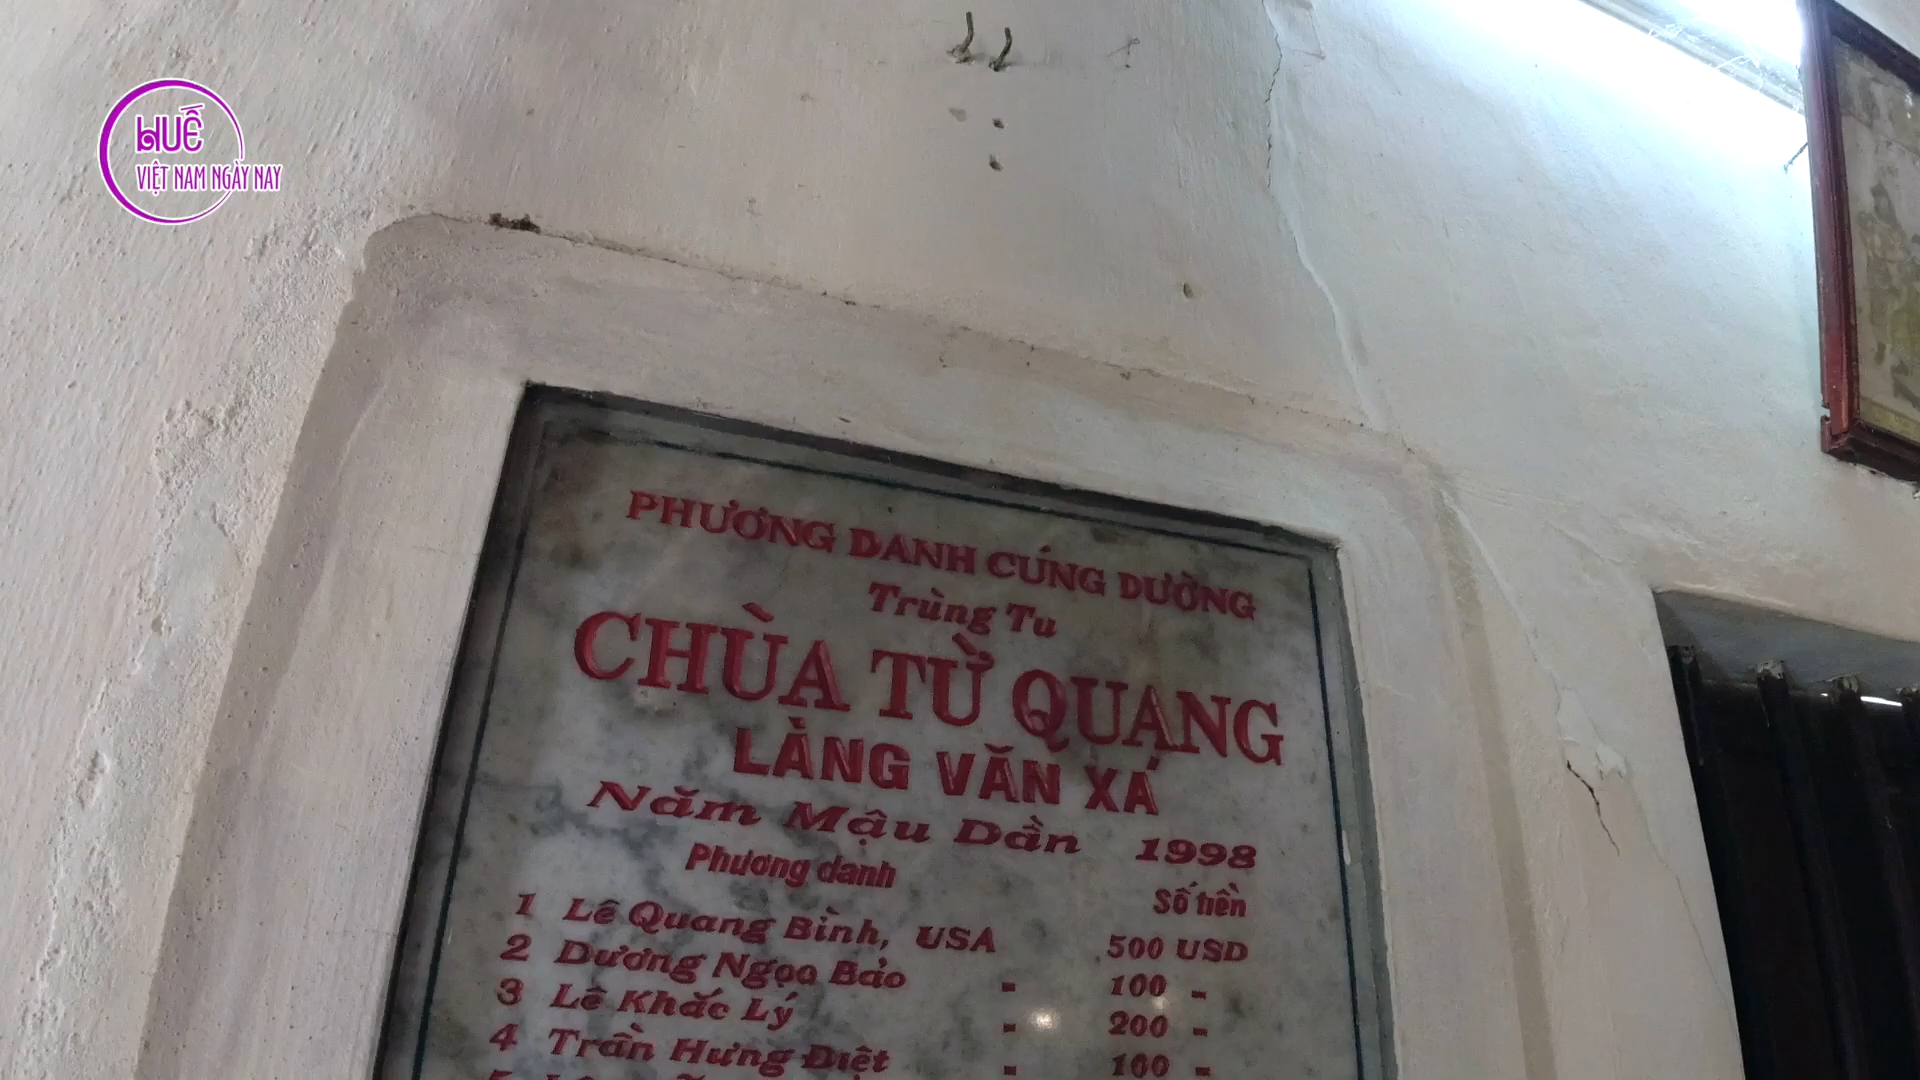 HUẾ
VIỆT NAM NGÀY NAY
PHƯƠNG DANH CÚNG DƯỜNG
Trùng Tu
CHÙA TỪ QUANG
LÀNG VĂN XÁ
Năm Mậu Dần 1998
Phương danh Số tiền
1 Lê Quang Bình, USA 500 USD
2 Dương Ngọc Bảo - 100 -
3 Lê Khắc Lý - 200 -
4 Trần Hưng Điệt - 100 -
5